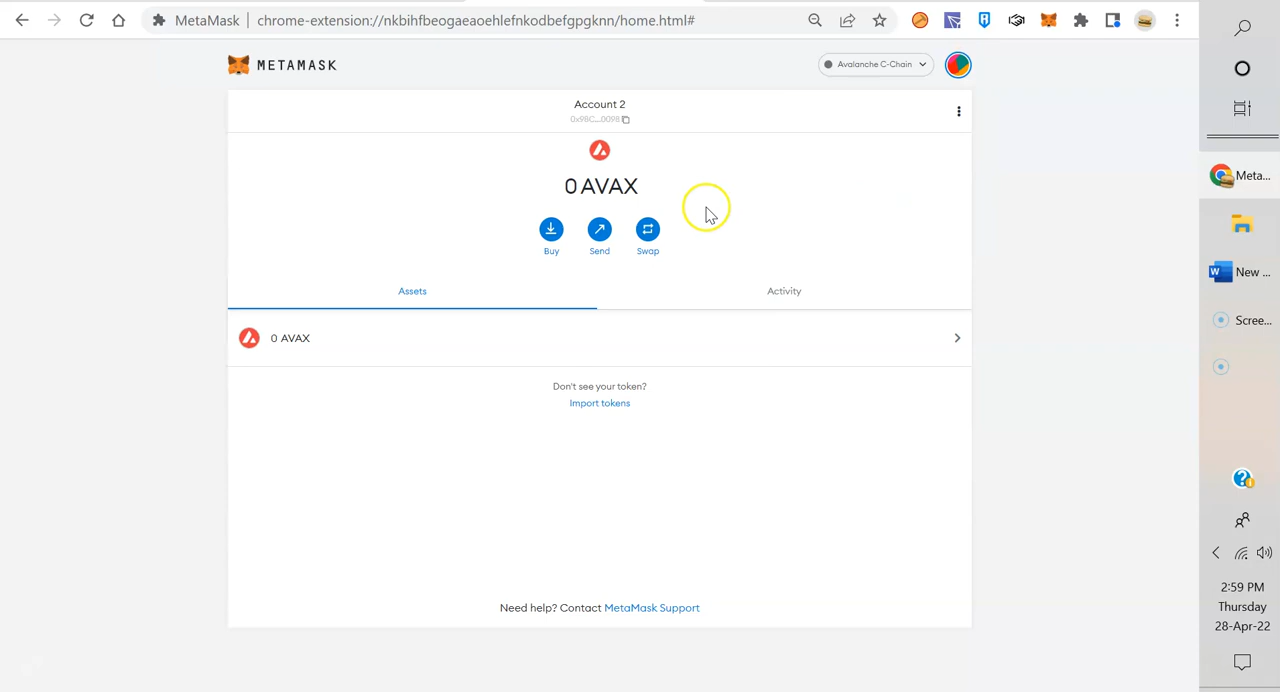 MetaMask
chrome-extension://nkbihfbeogaeaoehlefnkodbefgpgknn/home.html#
METAMASK
Avalanche C-Chain
Account 2
0x98C...0098
0 AVAX
Buy
Send
Swap
Assets
Activity
0 AVAX
Don't see your token?
Import tokens
Need help? Contact MetaMask Support
Meta...
New ...
Scree...
2:59 PM
Thursday
28-Apr-22